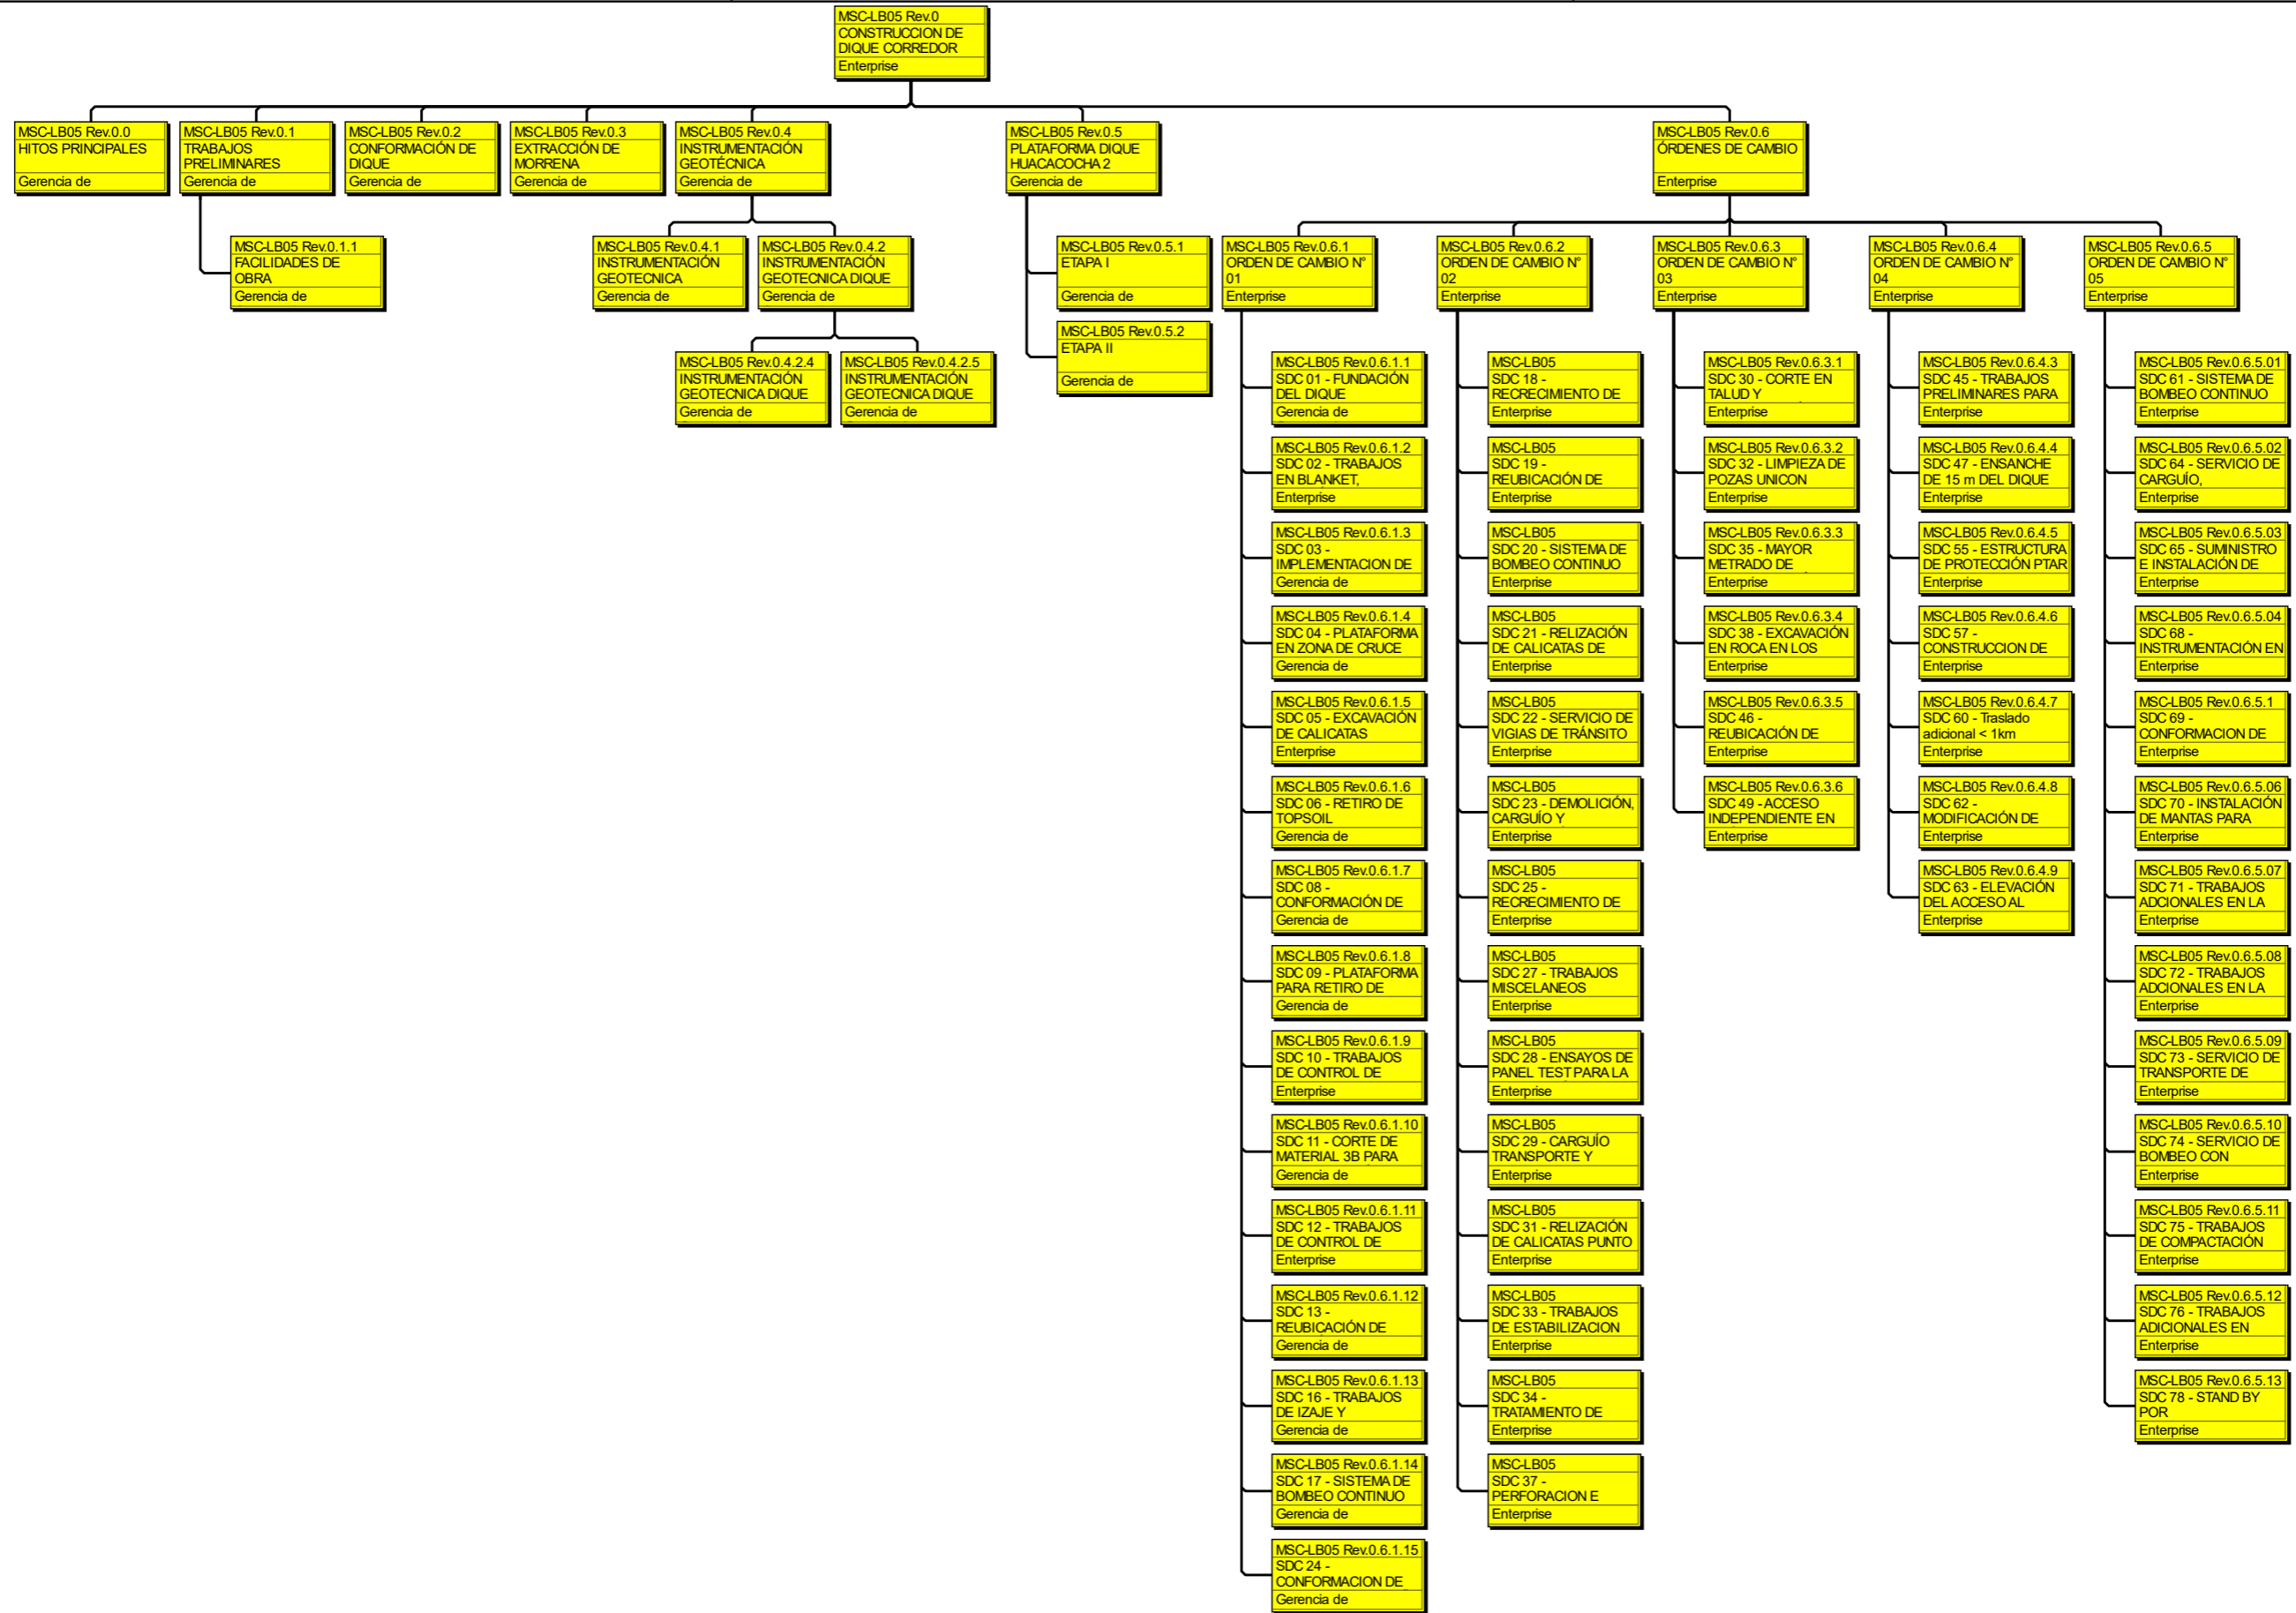 MSC-LB05 Rev.0
CONSTRUCCION DE
DIQUE CORREDOR
Enterprise
MSC-LB05 Rev.0.0
HITOS PRINCIPALES
Gerencia de
MSC-LB05 Rev.0.1
TRABAJOS
PRELIMINARES
Gerencia de
MSC-LB05 Rev.0.2
CONFORMACIÓN DE
DIQUE
Gerencia de
MSC-LB05 Rev.0.3
EXTRACCIÓN DE
MORRENA
Gerencia de
MSC-LB05 Rev.0.4
INSTRUMENTACIÓN
GEOTÉCNICA
Gerencia de
MSC-LB05 Rev.0.5
PLATAFORMA DIQUE
HUACACOCHA 2
Gerencia de
MSC-LB05 Rev.0.6
ÓRDENES DE CAMBIO
Enterprise
MSC-LB05 Rev.0.1.1
FACILIDADES DE
OBRA
Gerencia de
MSC-LB05 Rev.0.4.1
INSTRUMENTACIÓN
GEOTECNICA
Gerencia de
MSC-LB05 Rev.0.4.2
INSTRUMENTACIÓN
GEOTECNICA DIQUE
Gerencia de
MSC-LB05 Rev.0.4.2.4
INSTRUMENTACIÓN
GEOTECNICA DIQUE
Gerencia de
MSC-LB05 Rev.0.4.2.5
INSTRUMENTACIÓN
GEOTECNICA DIQUE
Gerencia de
MSC-LB05 Rev.0.5.1
ETAPA I
Gerencia de
MSC-LB05 Rev.0.5.2
ETAPA II
Gerencia de
MSC-LB05 Rev.0.6.1
ORDEN DE CAMBIO N°
01
Enterprise
MSC-LB05 Rev.0.6.1.1
SDC 01 - FUNDACIÓN
DEL DIQUE
Gerencia de
MSC-LB05 Rev.0.6.1.2
SDC 02 - TRABAJOS
EN BLANKET,
Enterprise
MSC-LB05 Rev.0.6.1.3
SDC 03 -
IMPLEMENTACION DE
Gerencia de
MSC-LB05 Rev.0.6.1.4
SDC 04 - PLATAFORMA
EN ZONA DE CRUCE
Gerencia de
MSC-LB05 Rev.0.6.1.5
SDC 05 - EXCAVACIÓN
DE CALICATAS
Enterprise
MSC-LB05 Rev.0.6.1.6
SDC 06 - RETIRO DE
TOPSOIL
Gerencia de
MSC-LB05 Rev.0.6.1.7
SDC 08 -
CONFORMACIÓN DE
Gerencia de
MSC-LB05 Rev.0.6.1.8
SDC 09 - PLATAFORMA
PARA RETIRO DE
Gerencia de
MSC-LB05 Rev.0.6.1.9
SDC 10 - TRABAJOS
DE CONTROL DE
Enterprise
MSC-LB05 Rev.0.6.1.10
SDC 11 - CORTE DE
MATERIAL 3B PARA
Gerencia de
MSC-LB05 Rev.0.6.1.11
SDC 12 - TRABAJOS
DE CONTROL DE
Enterprise
MSC-LB05 Rev.0.6.1.12
SDC 13 -
REUBICACIÓN DE
Gerencia de
MSC-LB05 Rev.0.6.1.13
SDC 16 - TRABAJOS
DE IZAJE Y
Gerencia de
MSC-LB05 Rev.0.6.1.14
SDC 17 - SISTEMA DE
BOMBEO CONTINUO
Gerencia de
MSC-LB05 Rev.0.6.1.15
SDC 24 -
CONFORMACION DE
Gerencia de
MSC-LB05 Rev.0.6.2
ORDEN DE CAMBIO N°
02
Enterprise
MSC-LB05
SDC 18 -
RECRECIMIENTO DE
Enterprise
MSC-LB05
SDC 19 -
REUBICACIÓN DE
Enterprise
MSC-LB05
SDC 20 - SISTEMA DE
BOMBEO CONTINUO
Enterprise
MSC-LB05
SDC 21 - RELIZACIÓN
DE CALICATAS DE
Enterprise
MSC-LB05
SDC 22 - SERVICIO DE
VIGIAS DE TRÁNSITO
Enterprise
MSC-LB05
SDC 23 - DEMOLICIÓN,
CARGUÍO Y
Enterprise
MSC-LB05
SDC 25 -
RECRECIMIENTO DE
Enterprise
MSC-LB05
SDC 27 - TRABAJOS
MISCELANEOS
Enterprise
MSC-LB05
SDC 28 - ENSAYOS DE
PANEL TEST PARA LA
Enterprise
MSC-LB05
SDC 29 - CARGUÍO
TRANSPORTE Y
Enterprise
MSC-LB05
SDC 31 - RELIZACIÓN
DE CALICATAS PUNTO
Enterprise
MSC-LB05
SDC 33 - TRABAJOS
DE ESTABILIZACION
Enterprise
MSC-LB05
SDC 34 -
TRATAMIENTO DE
Enterprise
MSC-LB05
SDC 37 -
PERFORACION E
Enterprise
MSC-LB05 Rev.0.6.3
ORDEN DE CAMBIO N°
03
Enterprise
MSC-LB05 Rev.0.6.3.1
SDC 30 - CORTE EN
TALUD Y
Enterprise
MSC-LB05 Rev.0.6.3.2
SDC 32 - LIMPIEZA DE
POZAS UNICON
Enterprise
MSC-LB05 Rev.0.6.3.3
SDC 35 - MAYOR
METRADO DE
Enterprise
MSC-LB05 Rev.0.6.3.4
SDC 38 - EXCAVACIÓN
EN ROCA EN LOS
Enterprise
MSC-LB05 Rev.0.6.3.5
SDC 46 -
REUBICACIÓN DE
Enterprise
MSC-LB05 Rev.0.6.3.6
SDC 49 - ACCESO
INDEPENDIENTE EN
Enterprise
MSC-LB05 Rev.0.6.4
ORDEN DE CAMBIO N°
04
Enterprise
MSC-LB05 Rev.0.6.4.3
SDC 45 - TRABAJOS
PRELIMINARES PARA
Enterprise
MSC-LB05 Rev.0.6.4.4
SDC 47 - ENSANCHE
DE 15 m DEL DIQUE
Enterprise
MSC-LB05 Rev.0.6.4.5
SDC 55 - ESTRUCTURA
DE PROTECCIÓN PTAR
Enterprise
MSC-LB05 Rev.0.6.4.6
SDC 57 -
CONSTRUCCION DE
Enterprise
MSC-LB05 Rev.0.6.4.7
SDC 60 - Traslado
adicional < 1km
Enterprise
MSC-LB05 Rev.0.6.4.8
SDC 62 -
MODIFICACIÓN DE
Enterprise
MSC-LB05 Rev.0.6.4.9
SDC 63 - ELEVACIÓN
DEL ACCESO AL
Enterprise
MSC-LB05 Rev.0.6.5
ORDEN DE CAMBIO N°
05
Enterprise
MSC-LB05 Rev.0.6.5.01
SDC 61 - SISTEMA DE
BOMBEO CONTINUO
Enterprise
MSC-LB05 Rev.0.6.5.02
SDC 64 - SERVICIO DE
CARGUÍO,
Enterprise
MSC-LB05 Rev.0.6.5.03
SDC 65 - SUMINISTRO
E INSTALACIÓN DE
Enterprise
MSC-LB05 Rev.0.6.5.04
SDC 68 -
INSTRUMENTACIÓN EN
Enterprise
MSC-LB05 Rev.0.6.5.1
SDC 69 -
CONFORMACION DE
Enterprise
MSC-LB05 Rev.0.6.5.06
SDC 70 - INSTALACIÓN
DE MANTAS PARA
Enterprise
MSC-LB05 Rev.0.6.5.07
SDC 71 - TRABAJOS
ADCIONALES EN LA
Enterprise
MSC-LB05 Rev.0.6.5.08
SDC 72 - TRABAJOS
ADCIONALES EN LA
Enterprise
MSC-LB05 Rev.0.6.5.09
SDC 73 - SERVICIO DE
TRANSPORTE DE
Enterprise
MSC-LB05 Rev.0.6.5.10
SDC 74 - SERVICIO DE
BOMBEO CON
Enterprise
MSC-LB05 Rev.0.6.5.11
SDC 75 - TRABAJOS
DE COMPACTACIÓN
Enterprise
MSC-LB05 Rev.0.6.5.12
SDC 76 - TRABAJOS
ADICIONALES EN
Enterprise
MSC-LB05 Rev.0.6.5.13
SDC 78 - STAND BY
POR
Enterprise